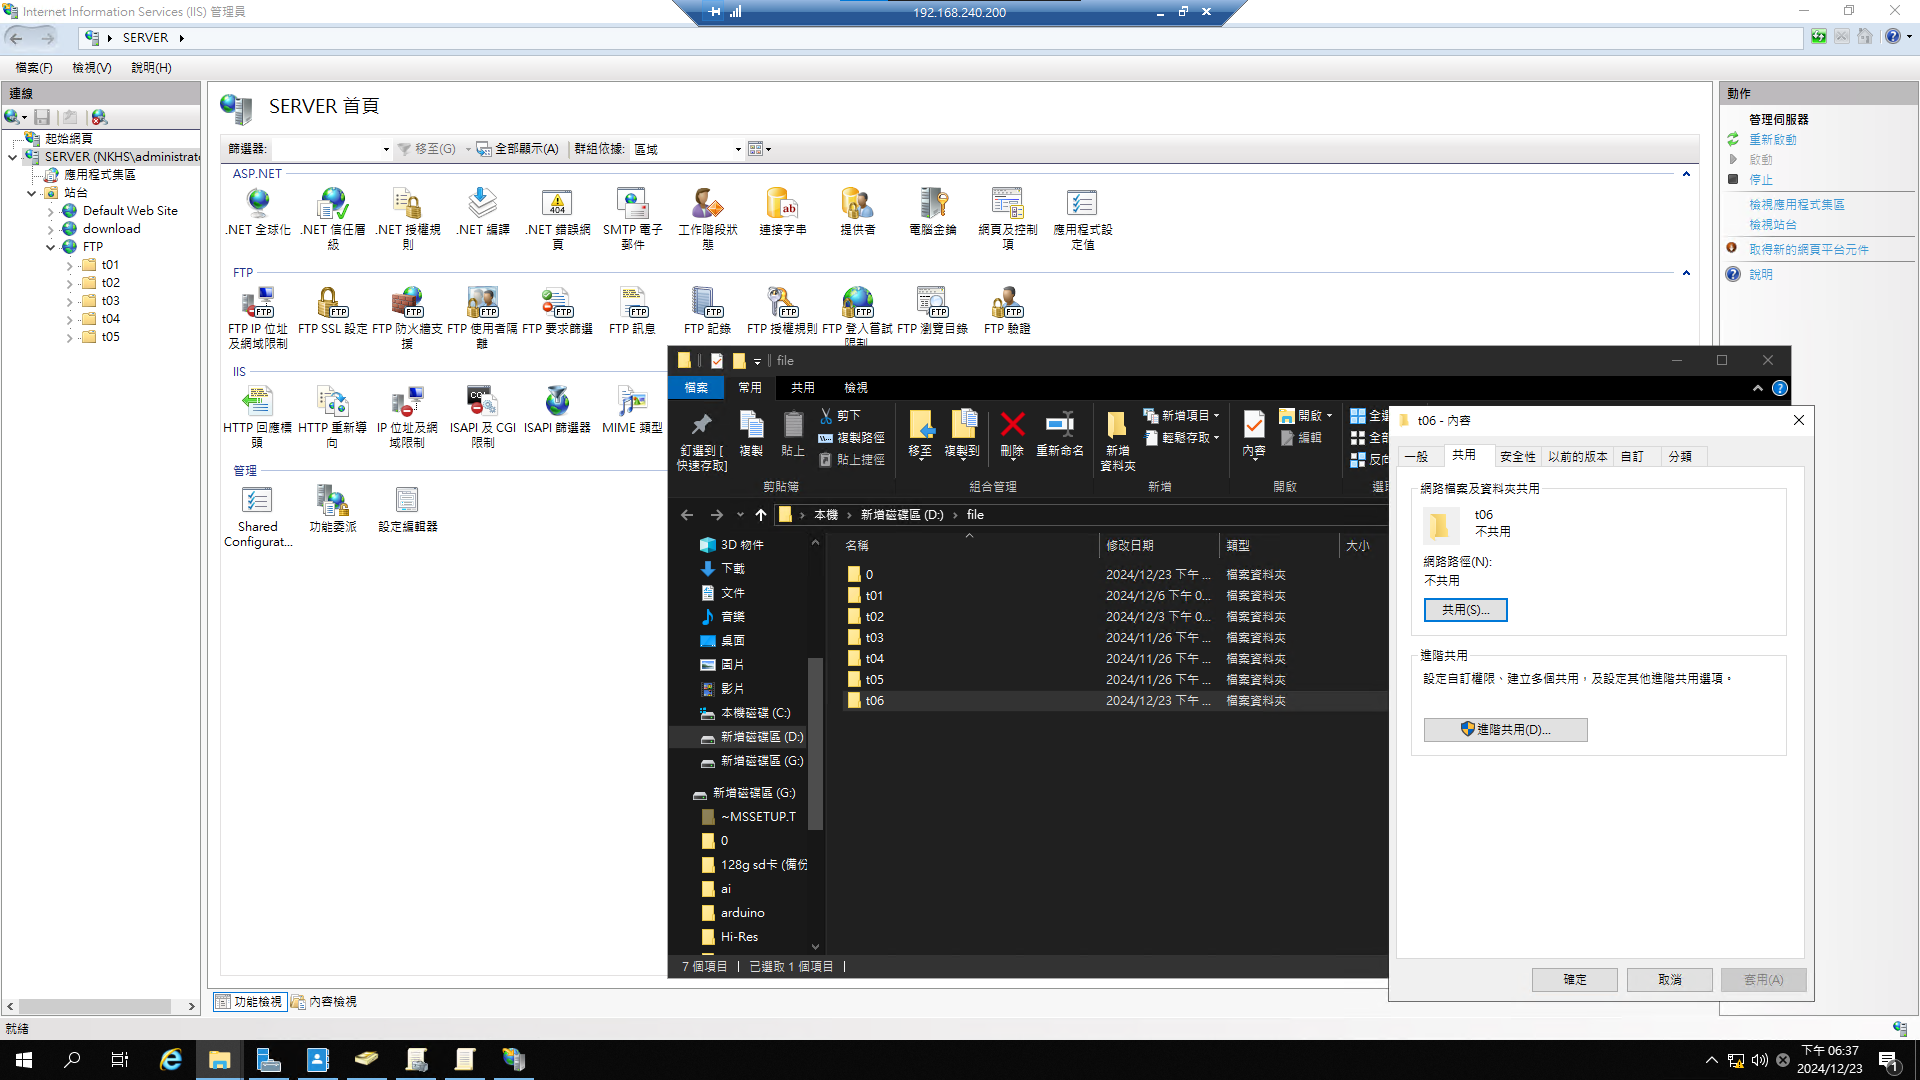 Internet Information Services (IIS) 管理員
192.168.240.200
SERVER
檔案(F)
檢視(V)
說明(H)
連線
起始網頁
SERVER (NKHS\administrat
應用程式集區
站台
Default Web Site
download
FTP
t01
t02
t03
t04
t05
SERVER 首頁
篩選器:
移至(G)
全部顯示(A)
群組依據:
區域
ASP.NET
.NET 全球化
.NET 信任層級
.NET 授權規則
.NET 編譯
.NET 錯誤網頁
SMTP 電子郵件
工作階段狀態
連接字串
提供者
電腦金鑰
網頁及控制項
應用程式設定值
FTP
FTP IP 位址及網域限制
FTP SSL 設定
FTP 防火牆支援
FTP 使用者隔離
FTP 要求篩選
FTP 訊息
FTP 記錄
FTP 授權規則
FTP 登入嘗試限制
FTP 瀏覽目錄
FTP 驗證
IIS
HTTP 回應標頭
HTTP 重新導向
IP 位址及網域限制
ISAPI 及 CGI 限制
ISAPI 篩選器
MIME 類型
管理
Shared Configurat...
功能委派
設定編輯器
功能檢視
內容檢視
就緒
動作
管理伺服器
重新啟動
啟動
停止
檢視應用程式集區
檢視站台
取得新的網頁平台元件
說明
file
檔案
常用
共用
檢視
釘選到 [快速存取]
複製
貼上
剪下
複製路徑
貼上捷徑
剪貼簿
移至
複製到
刪除
重新命名
組合管理
新增資料夾
新增項目
輕鬆存取
新增
內容
開啟
編輯
開啟
本機
新增磁碟區 (D:)
file
3D 物件
下載
文件
音樂
桌面
圖片
影片
本機磁碟 (C:)
新增磁碟區 (D:)
新增磁碟區 (G:)
新增磁碟區 (G:)
~MSSETUP.T
0
128g sd卡 (備份
ai
arduino
Hi-Res
名稱 修改日期 類型 大小
0 2024/12/23 下午 ... 檔案資料夾
t01 2024/12/6 下午 0... 檔案資料夾
t02 2024/12/3 下午 0... 檔案資料夾
t03 2024/11/26 下午 ... 檔案資料夾
t04 2024/11/26 下午 ... 檔案資料夾
t05 2024/11/26 下午 ... 檔案資料夾
t06 2024/12/23 下午 ... 檔案資料夾
7 個項目
已選取 1 個項目
t06 - 內容
一般
共用
安全性
以前的版本
自訂
分類
網路檔案及資料夾共用
t06
不共用
網路路徑(N):
不共用
共用(S)...
進階共用
設定自訂權限、建立多個共用，及設定其他進階共用選項。
進階共用(D)...
確定
取消
套用(A)
下午 06:37
2024/12/23
1